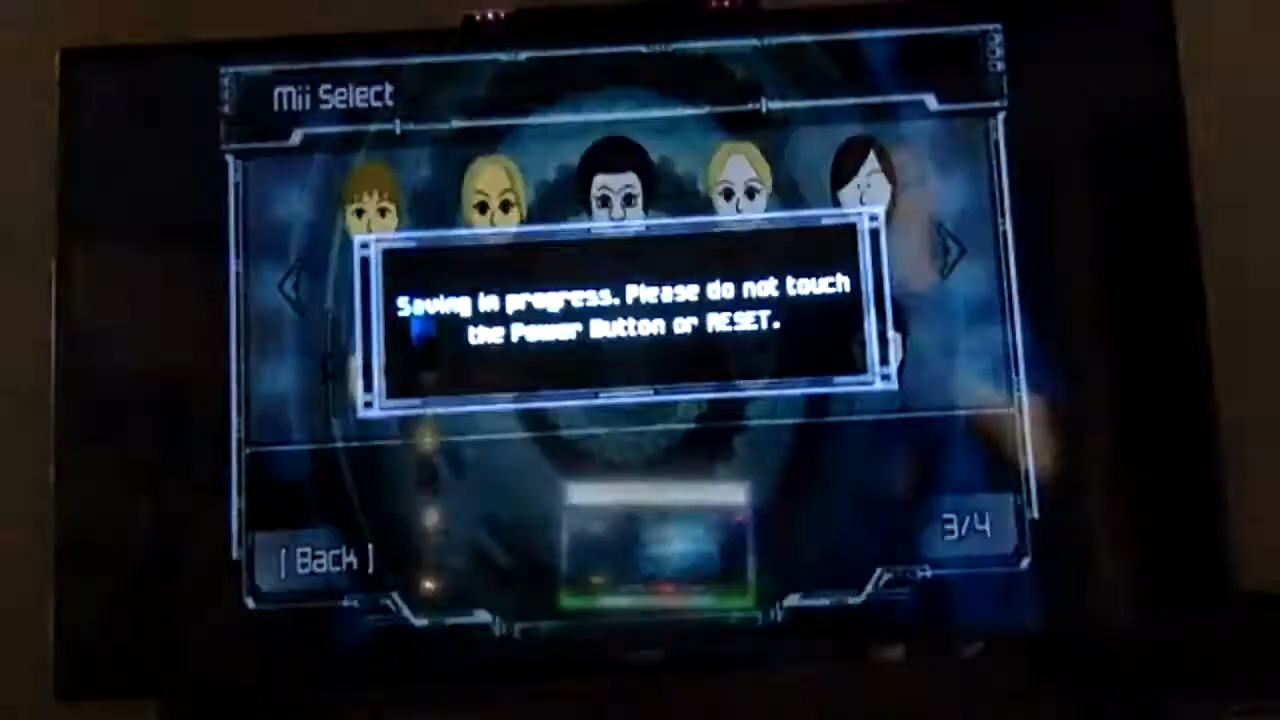 Mii Select
Saving in progress. Please do not touch
the Power Button or RESET.
[ Back ]
3/4